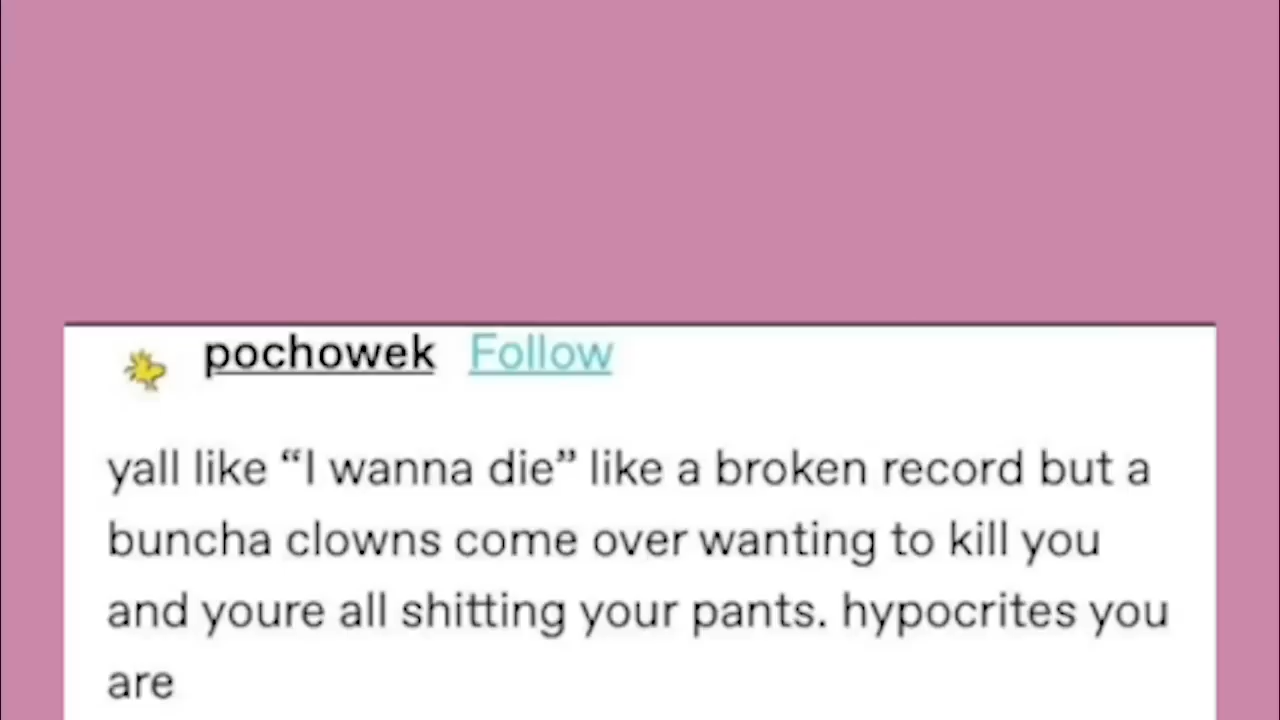 pochowek Follow
yall like “I wanna die” like a broken record but a
buncha clowns come over wanting to kill you
and youre all shitting your pants. hypocrites you
are